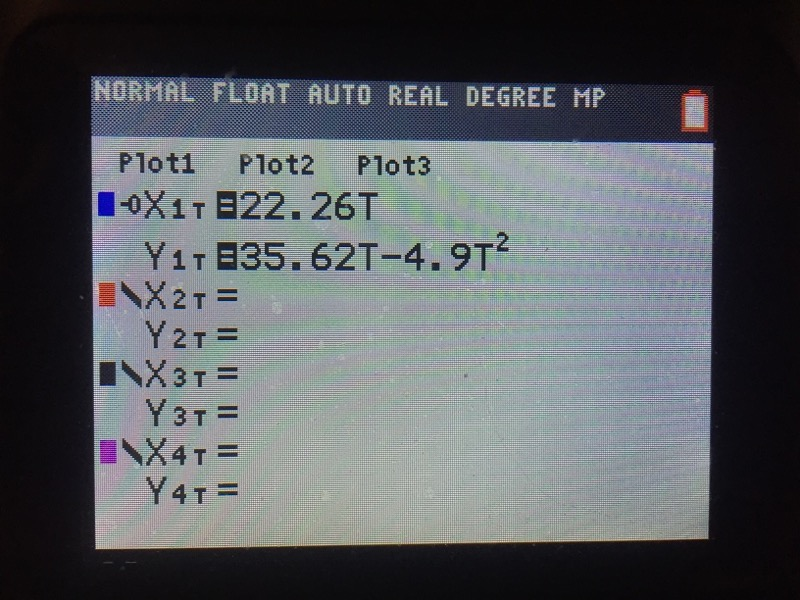 NORMAL FLOAT AUTO REAL DEGREE MP
Plot1 Plot2 Plot3
X1T=22.26T
Y1T=35.62T-4.9T²
\X2T=
Y2T=
\X3T=
Y3T=
\X4T=
Y4T=